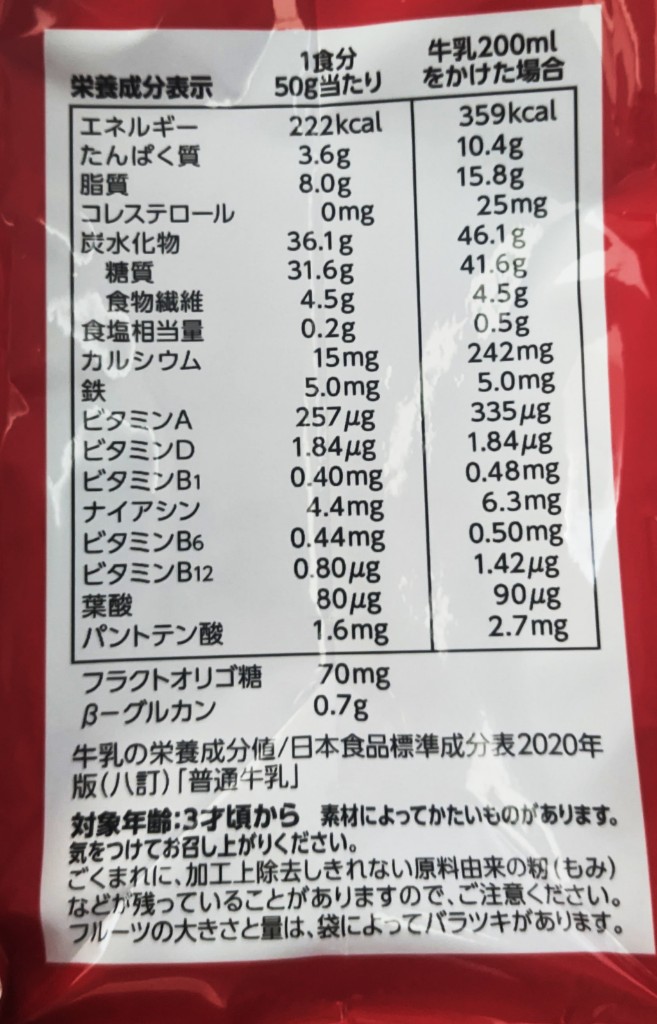 栄養成分表示 1食分 50g当たり 牛乳200ml をかけた場合
エネルギー 222kcal 359kcal
たんぱく質 3.6g 10.4g
脂質 8.0g 15.8g
コレステロール 0mg 25mg
炭水化物 36.1g 46.1g
糖質 31.6g 41.6g
食物繊維 4.5g 4.5g
食塩相当量 0.2g 0.5g
カルシウム 15mg 242mg
鉄 5.0mg 5.0mg
ビタミンA 257μg 335μg
ビタミンD 1.84μg 1.84μg
ビタミンB1 0.40mg 0.48mg
ナイアシン 4.4mg 6.3mg
ビタミンB6 0.44mg 0.50mg
ビタミンB12 0.80μg 1.42μg
葉酸 80μg 90μg
パントテン酸 1.6mg 2.7mg
フラクトオリゴ糖 70mg
β-グルカン 0.7g
牛乳の栄養成分値/日本食品標準成分表2020年
版(八訂)「普通牛乳」
対象年齢:3才頃から 素材によってかたいものがあります。
気をつけてお召し上がりください。
ごくまれに、加工上除去しきれない原料由来の籾(もみ)
などが残っていることがありますので、ご注意ください。
フルーツの大きさと量は、袋によってバラツキがあります。